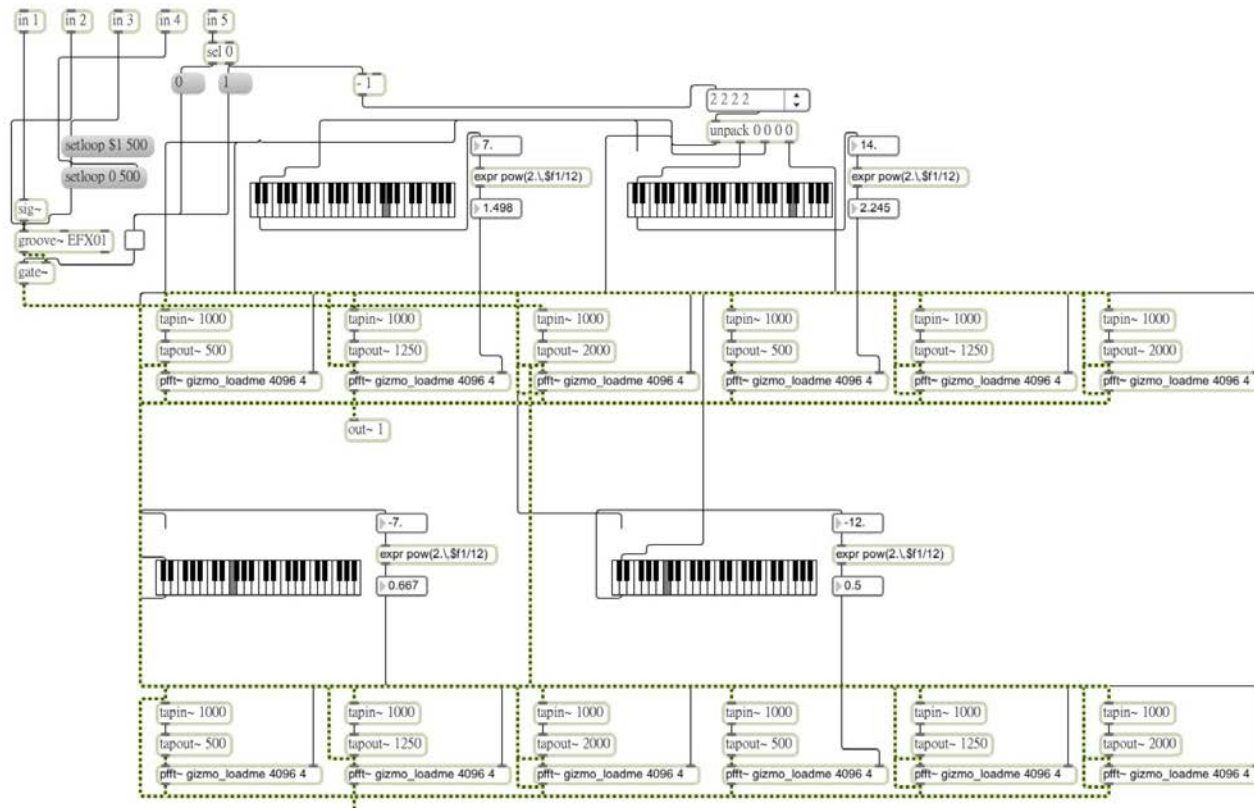 in 1
in 2
in 3
in 4
in 5
sel 0
0
1
- 1
2 2 2 2
unpack 0 0 0 0
setloop $1 500
setloop 0 500
7.
expr pow(2.\,$f1/12)
1.498
14.
expr pow(2.\,$f1/12)
2.245
sig~
groove~ EFX01
gate~
tapin~ 1000
tapin~ 1000
tapin~ 1000
tapin~ 1000
tapin~ 1000
tapin~ 1000
tapout~ 500
tapout~ 1250
tapout~ 2000
tapout~ 500
tapout~ 1250
tapout~ 2000
pfft~ gizmo_loadme 4096 4
pfft~ gizmo_loadme 4096 4
pfft~ gizmo_loadme 4096 4
pfft~ gizmo_loadme 4096 4
pfft~ gizmo_loadme 4096 4
pfft~ gizmo_loadme 4096 4
out~ 1
-7.
expr pow(2.\,$f1/12)
0.667
-12.
expr pow(2.\,$f1/12)
0.5
tapin~ 1000
tapin~ 1000
tapin~ 1000
tapin~ 1000
tapin~ 1000
tapin~ 1000
tapout~ 500
tapout~ 1250
tapout~ 2000
tapout~ 500
tapout~ 1250
tapout~ 2000
pfft~ gizmo_loadme 4096 4
pfft~ gizmo_loadme 4096 4
pfft~ gizmo_loadme 4096 4
pfft~ gizmo_loadme 4096 4
pfft~ gizmo_loadme 4096 4
pfft~ gizmo_loadme 4096 4